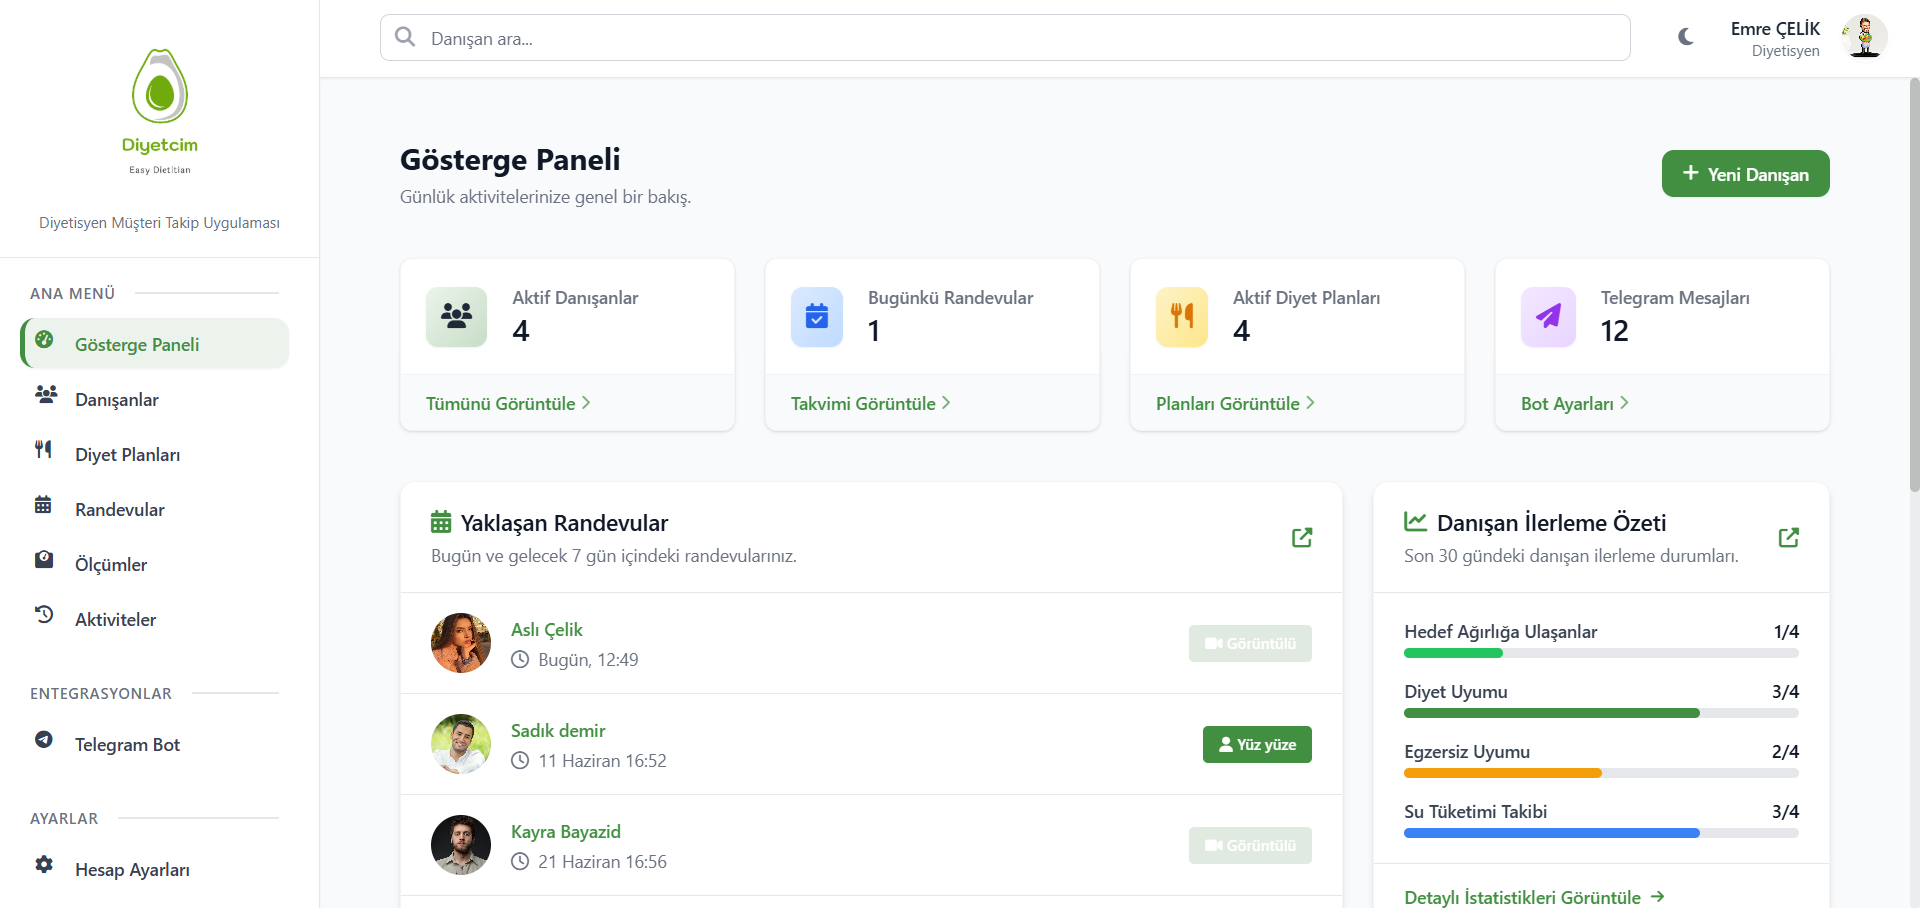 Diyetcim
Easy Dietitian
Diyetisyen Müşteri Takip Uygulaması
ANA MENÜ
Gösterge Paneli
Danışanlar
Diyet Planları
Randevular
Ölçümler
Aktiviteler
ENTEGRASYONLAR
Telegram Bot
AYARLAR
Hesap Ayarları
Danışan ara...
Emre ÇELİK
Diyetisyen
Gösterge Paneli
Günlük aktivitelerinize genel bir bakış.
Yeni Danışan
Aktif Danışanlar
4
Tümünü Görüntüle
Bugünkü Randevular
1
Takvimi Görüntüle
Aktif Diyet Planları
4
Planları Görüntüle
Telegram Mesajları
12
Bot Ayarları
Yaklaşan Randevular
Bugün ve gelecek 7 gün içindeki randevularınız.
Aslı Çelik
Bugün, 12:49
Görüntülü
Sadık demir
11 Haziran 16:52
Yüz yüze
Kayra Bayazid
21 Haziran 16:56
Görüntülü
Danışan İlerleme Özeti
Son 30 gündeki danışan ilerleme durumları.
Hedef Ağırlığa Ulaşanlar 1/4
Diyet Uyumu 3/4
Egzersiz Uyumu 2/4
Su Tüketimi Takibi 3/4
Detaylı İstatistikleri Görüntüle